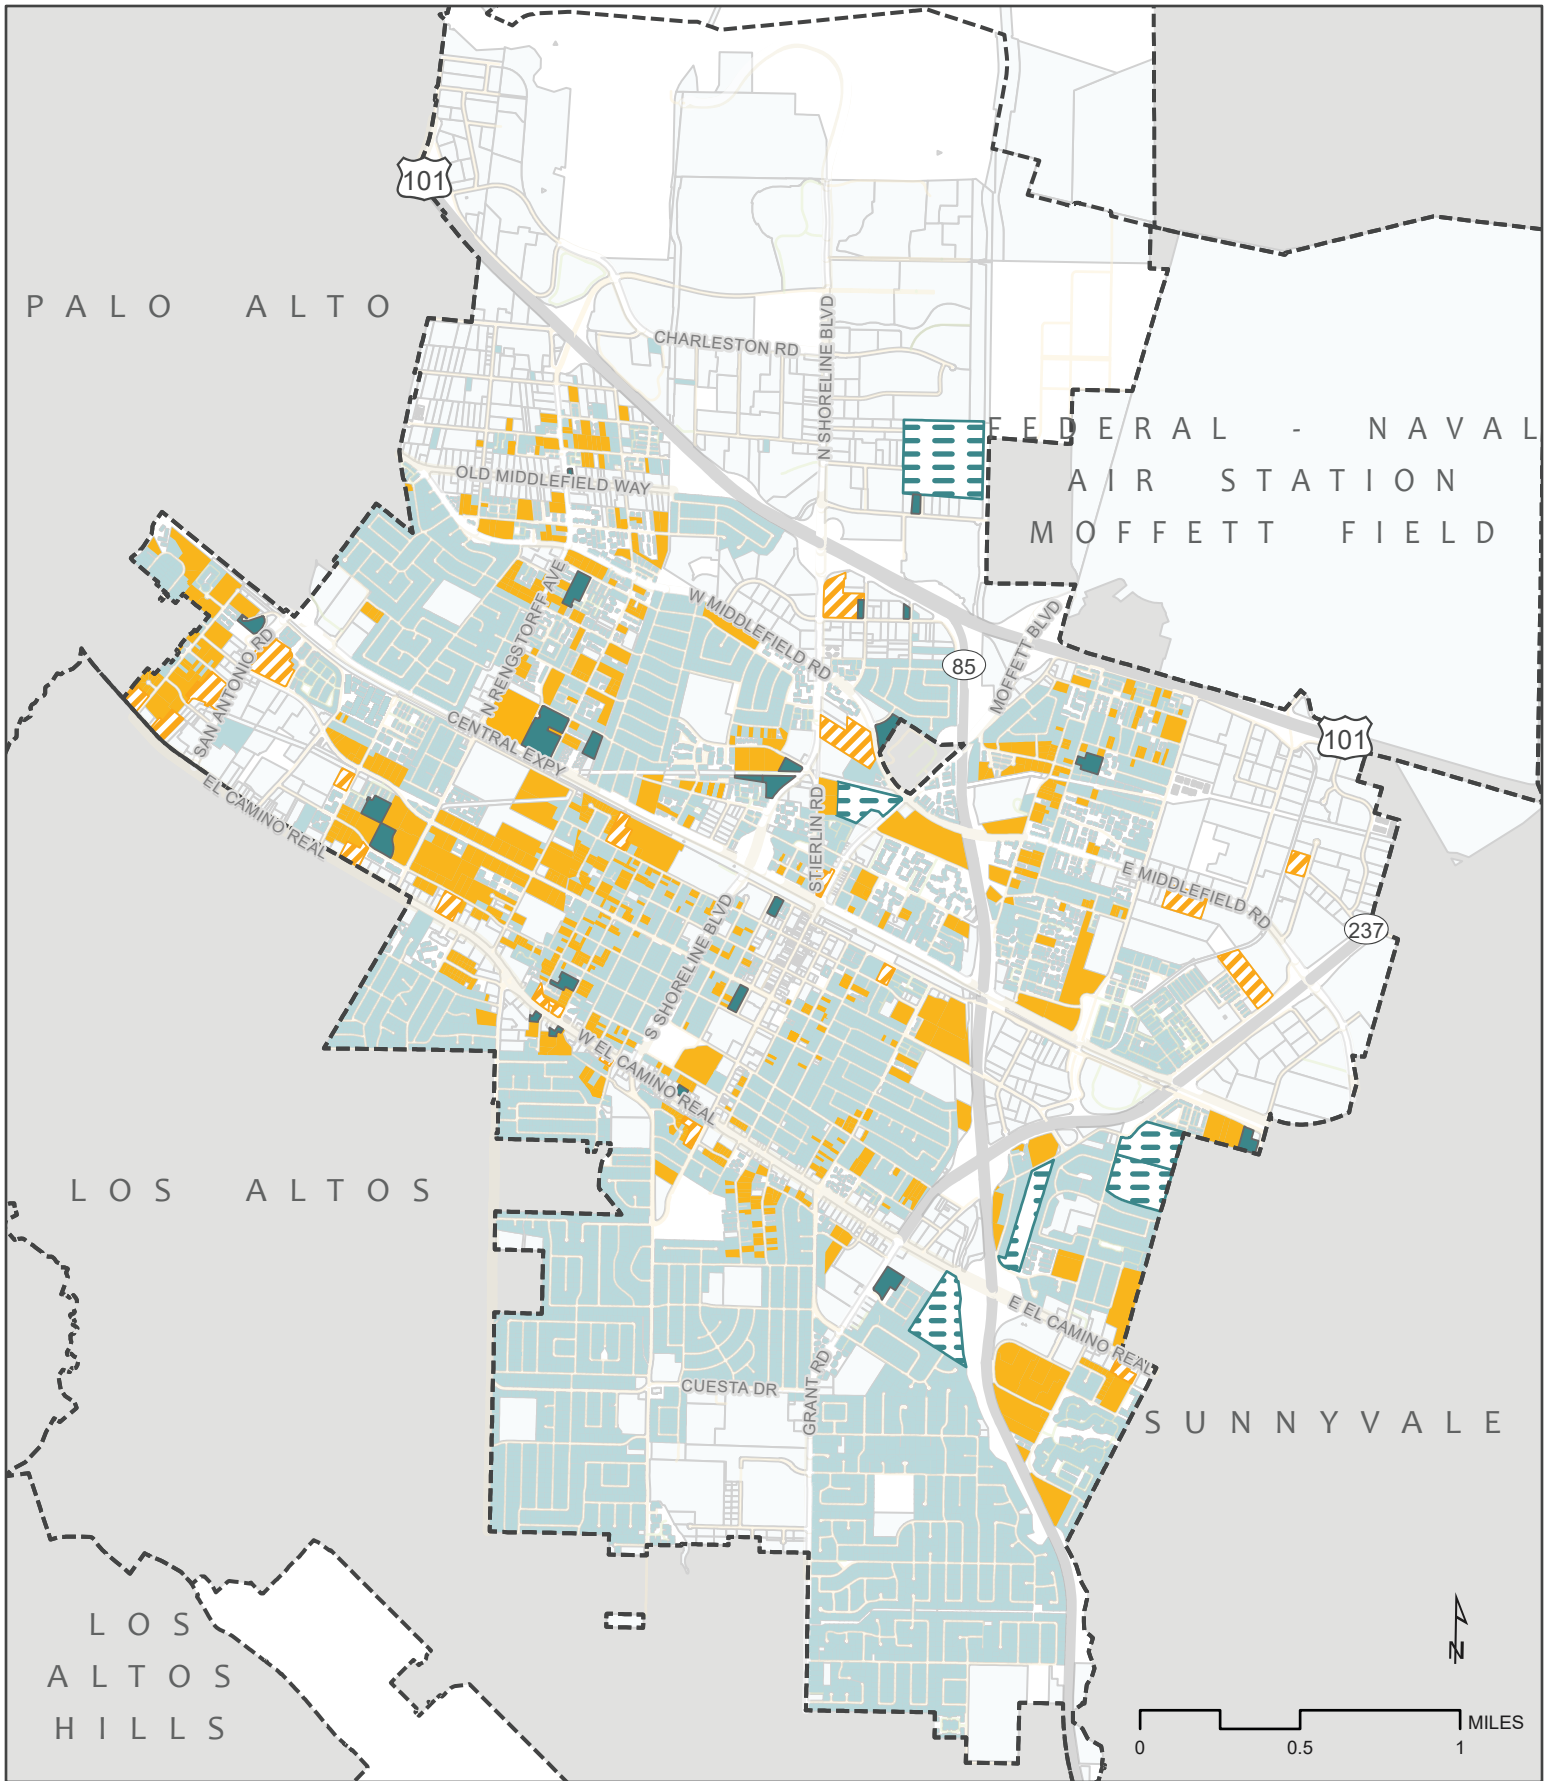 101
PALO ALTO
CHARLESTON RD
N SHORELINE BLVD
FEDERAL - NAVAL
AIR STATION
MOFFETT FIELD
OLD MIDDLEFIELD WAY
N RENGSTORFF AVE
W MIDDLEFIELD RD
85
MOFFETT BLVD
SAN ANTONIO RD
CENTRAL EXPY
101
EL CAMINO REAL
STIERLIN RD
E MIDDLEFIELD RD
237
S SHORELINE BLVD
W EL CAMINO REAL
LOS ALTOS
E EL CAMINO REAL
CUESTA DR
GRANT RD
SUNNYVALE
LOS
ALTOS
HILLS
N
MILES
0 0.5 1